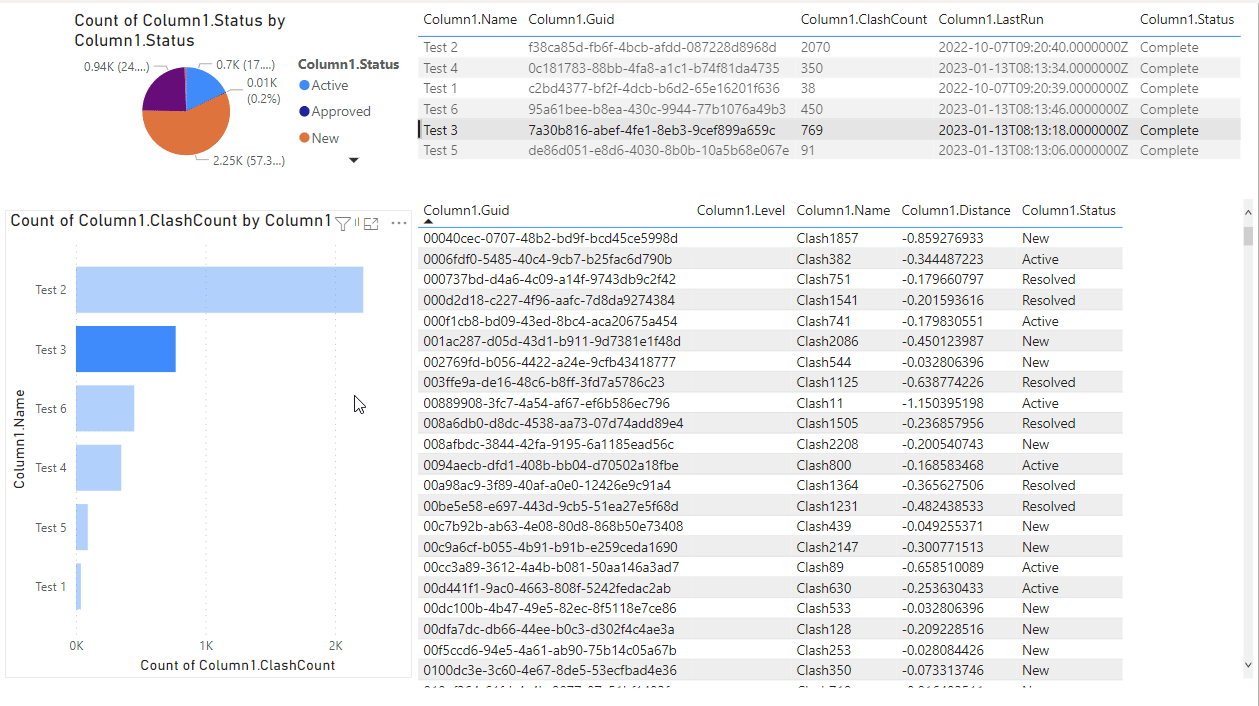 Count of Column1.Status by
Column1.Status
0.94K (24....)
0.7K (17....)
0.01K
(0.2%)
2.25K (57.3...)
Column1.Status
Active
Approved
New
Column1.Name Column1.Guid Column1.ClashCount Column1.LastRun Column1.Status
Test 2 f38ca85d-fb6f-4bcb-afdd-087228d8968d 2070 2022-10-07T09:20:40.0000000Z Complete
Test 4 0c181783-88bb-4fa8-a1c1-b74f81da4735 350 2023-01-13T08:13:34.0000000Z Complete
Test 1 c2bd4377-bf2f-4dcb-b6d2-65e16201f636 38 2022-10-07T09:20:39.0000000Z Complete
Test 6 95a61bee-b8ea-430c-9944-77b1076a49b3 450 2023-01-13T08:13:46.0000000Z Complete
Test 3 7a30b816-abef-4fe1-8eb3-9cef899a659c 769 2023-01-13T08:13:18.0000000Z Complete
Test 5 de86d051-e8d6-4030-8b0b-10a5b68e067e 91 2023-01-13T08:13:06.0000000Z Complete
Count of Column1.ClashCount by Column1
Column1.Name
Test 2
Test 3
Test 6
Test 4
Test 5
Test 1
0K 1K 2K
Count of Column1.ClashCount
Column1.Guid Column1.Level Column1.Name Column1.Distance Column1.Status
00040cec-0707-48b2-bd9f-bcd45ce5998d Clash1857 -0.859276933 New
0006fdf0-5485-40c4-9cb7-b25fac6d790b Clash382 -0.344487223 Active
000737bd-d4a6-4c09-a14f-9743db9c2f42 Clash751 -0.179660797 Resolved
000d2d18-c227-4f96-aafc-7d8da9274384 Clash1541 -0.201593616 Resolved
000f1cb8-bd09-43ed-8bc4-aca20675a454 Clash741 -0.179830551 Active
001ac287-d05d-43d1-b911-9d7381e1f48d Clash2086 -0.450123987 New
002769fd-b056-4422-a24e-9cfb43418777 Clash544 -0.032806396 New
003ffe9a-de16-48c6-b8ff-3fd7a5786c23 Clash1125 -0.638774226 Resolved
00889908-3fc7-4a54-af67-ef6b586ec796 Clash11 -1.150395198 Active
008a6db0-d8dc-4538-aa73-07d74add89e4 Clash1505 -0.236857956 Resolved
008afbdc-3844-42fa-9195-6a1185ead56c Clash2208 -0.200540743 New
0094aecb-dfd1-408b-bb04-d70502a18fbe Clash800 -0.168583468 Active
00a98ac9-3f89-40af-a0e0-12426e9c91a4 Clash1364 -0.365627506 Resolved
00be5e58-e697-443d-9cb5-51ea27e5f68d Clash1231 -0.482438533 Resolved
00c7b92b-ab63-4e08-80d8-868b50e73408 Clash439 -0.049255371 New
00c9a6cf-b055-4b91-b91b-e259ceda1690 Clash2147 -0.300771513 New
00cc3a89-3612-4a4b-b081-50aa146a3ad7 Clash89 -0.658510089 Active
00d441f1-9ac0-4663-808f-5242fedac2ab Clash630 -0.253630433 Active
00dc100b-4b47-49e5-82ec-8f5118e7ce86 Clash533 -0.032806396 New
00dfa7dc-db66-44ee-b0c3-d302f4c4ae3a Clash128 -0.209228516 New
00f5ccd6-94e5-4a61-ab90-75b14c05a67b Clash253 -0.028084426 New
0100dc3e-3c60-4e67-8de5-53ecfbad4e36 Clash350 -0.073313746 New